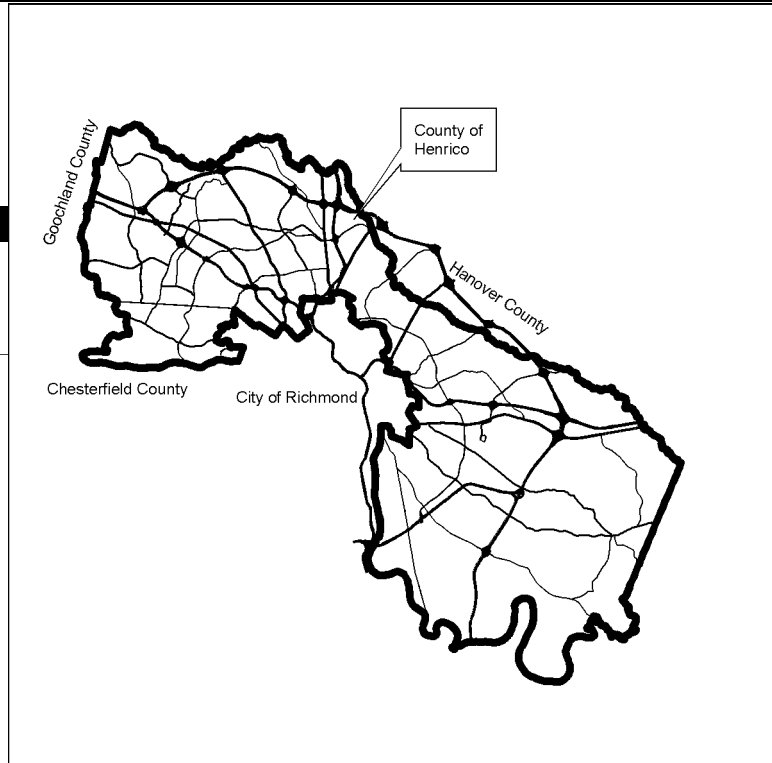 County of
Henrico
Goochland County
Hanover County
Chesterfield County
City of Richmond